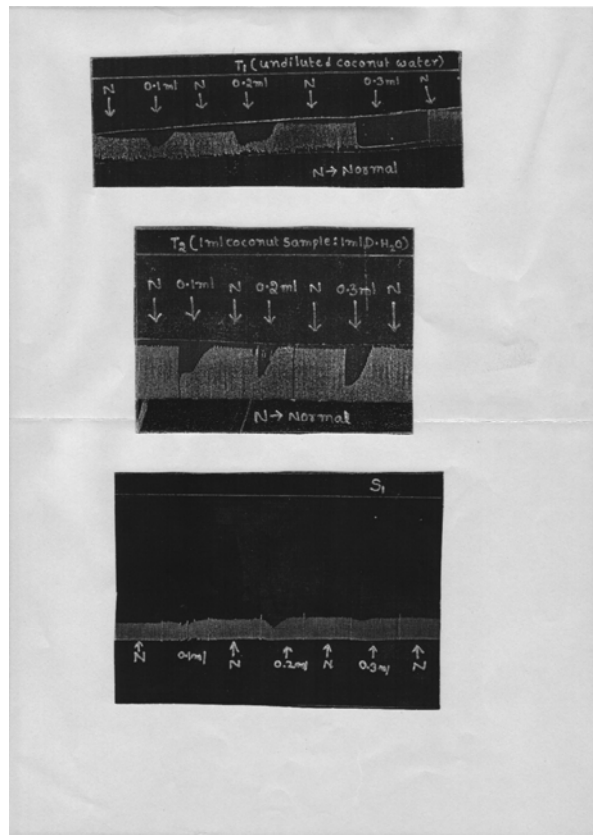 T₁ (undiluted coconut water)
N 0.1ml N 0.2ml N 0.3ml N
N → Normal
T₂ (1ml coconut sample: 1ml D.H₂O)
N 0.1ml N 0.2ml N 0.3ml N
N → Normal
S₁
N 0.1ml N 0.2ml N 0.3ml N